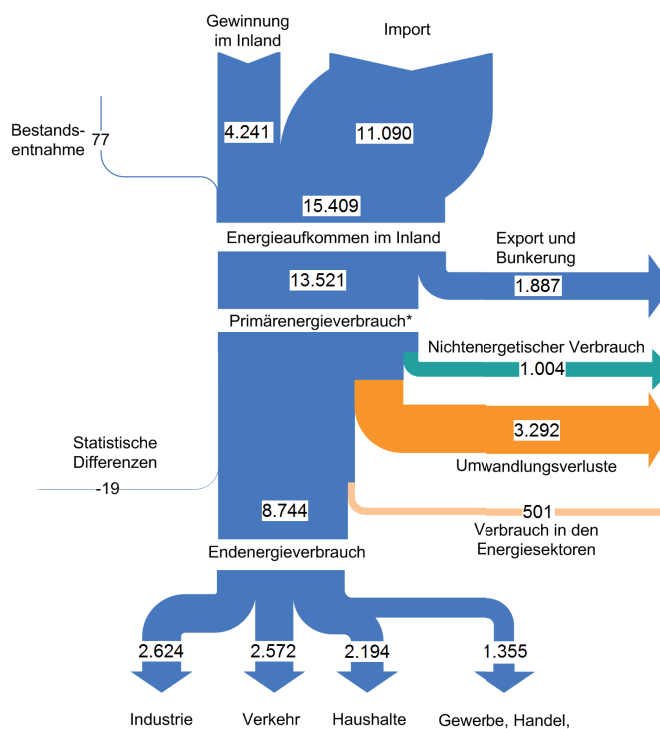 Gewinnung
im Inland
Import
Bestands-
entnahme
77
4.241
11.090
15.409
Energieaufkommen im Inland
Export und
Bunkerung
13.521
1.887
Primärenergieverbrauch*
Nichtenergetischer Verbrauch
1.004
3.292
Statistische
Differenzen
Umwandlungsverluste
-19
8.744
501
Verbrauch in den
Energiesektoren
Endenergieverbrauch
2.624
2.572
2.194
1.355
Industrie
Verkehr
Haushalte
Gewerbe, Handel,